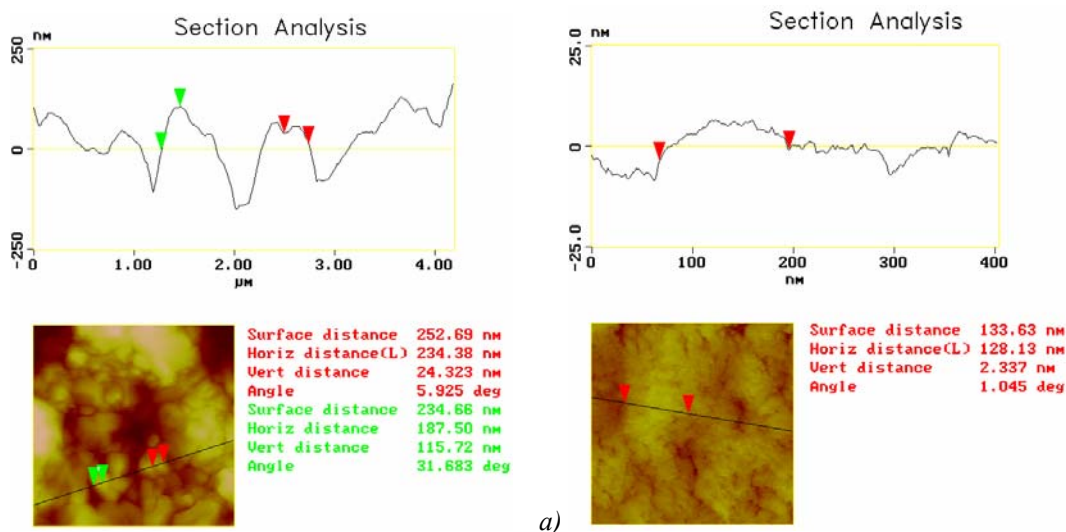 Section Analysis
nM
250
0
-250
0
1.00
2.00
3.00
4.00
μM
Surface distance 252.69 nM
Horiz distance(L) 234.38 nM
Vert distance 24.323 nM
Angle 5.925 deg
Surface distance 234.66 nM
Horiz distance 187.50 nM
Vert distance 115.72 nM
Angle 31.683 deg
a)
Section Analysis
nM
25.0
0
-25.0
0
100
200
300
400
nM
Surface distance 133.63 nM
Horiz distance(L) 128.13 nM
Vert distance 2.337 nM
Angle 1.045 deg